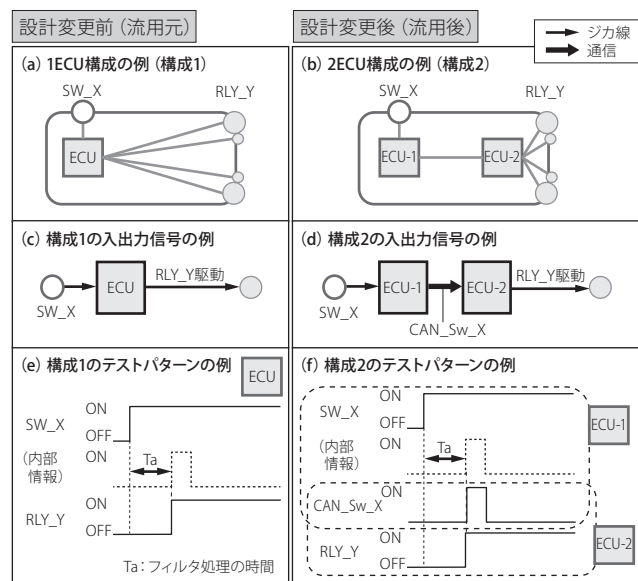 設計変更前（流用元）
設計変更後（流用後）
ジカ線
通信
(a) 1ECU構成の例（構成1）
SW_X
RLY_Y
ECU
(b) 2ECU構成の例（構成2）
SW_X
RLY_Y
ECU-1
ECU-2
(c) 構成1の入出力信号の例
ECU
RLY_Y駆動
SW_X
(d) 構成2の入出力信号の例
ECU-1
ECU-2
RLY_Y駆動
SW_X
CAN_Sw_X
(e) 構成1のテストパターンの例
ECU
SW_X
ON
OFF
（内部
情報）
ON
Ta
RLY_Y
ON
OFF
Ta：フィルタ処理の時間
(f) 構成2のテストパターンの例
SW_X
ON
OFF
ECU-1
（内部
情報）
ON
Ta
CAN_Sw_X
ON
RLY_Y
ON
OFF
ECU-2